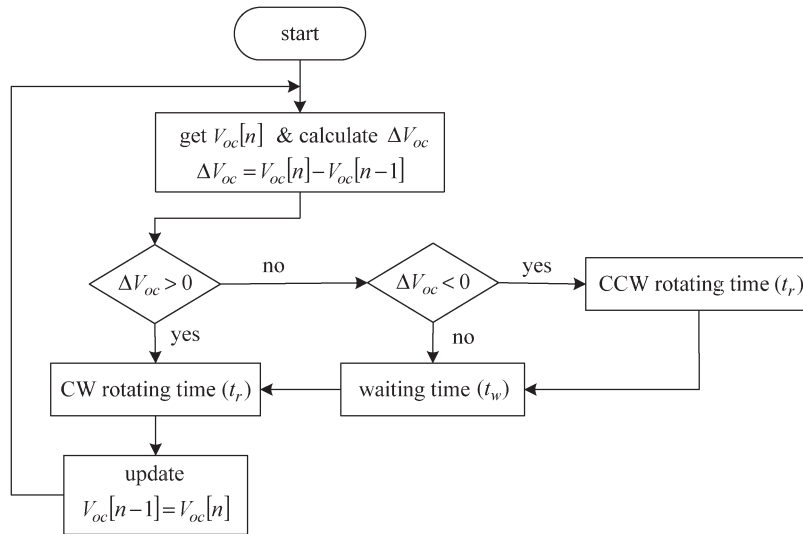 start
get V_oc[n] & calculate ΔV_oc
ΔV_oc = V_oc[n] − V_oc[n−1]
ΔV_oc > 0
no
ΔV_oc < 0
yes
CCW rotating time (t_r)
yes
no
CW rotating time (t_r)
waiting time (t_w)
update
V_oc[n−1] = V_oc[n]